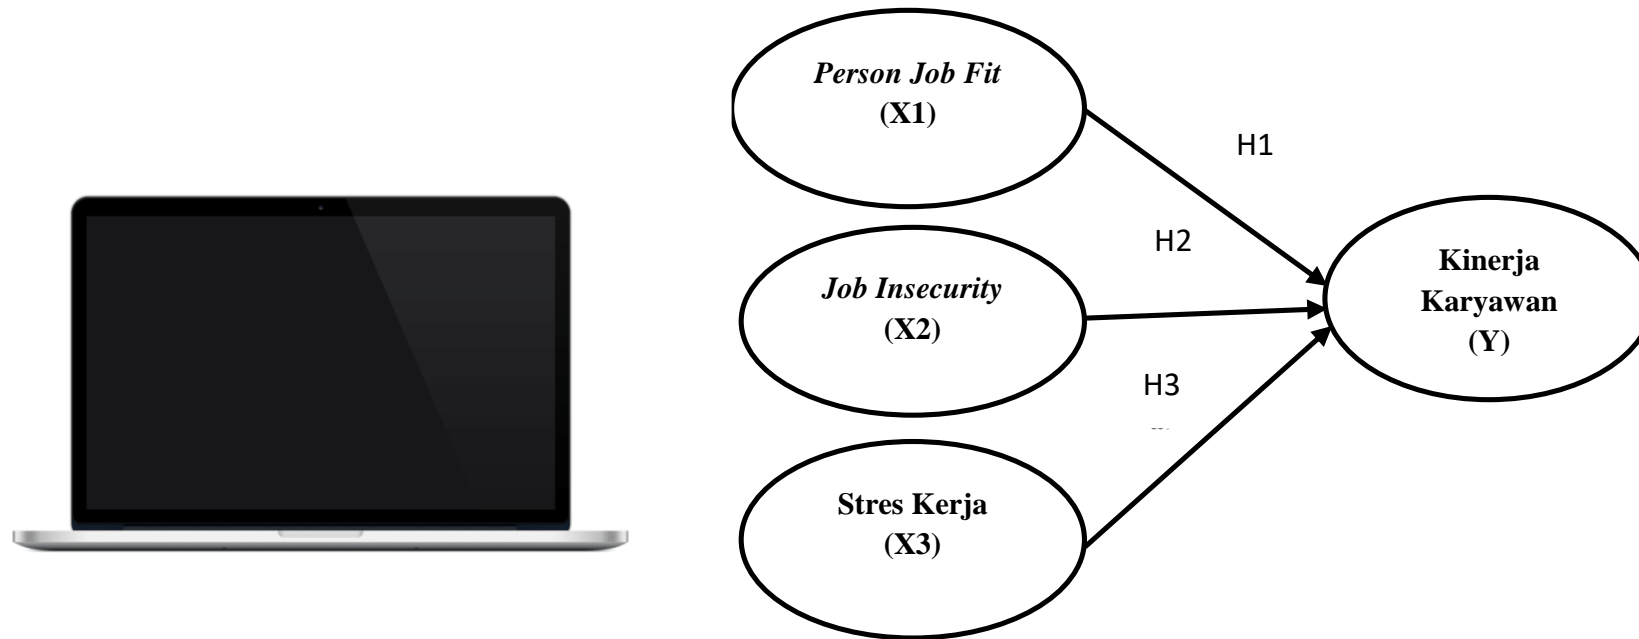 Person Job Fit
(X1)
H1
H2
Job Insecurity
(X2)
Kinerja
Karyawan
(Y)
H3
Stres Kerja
(X3)